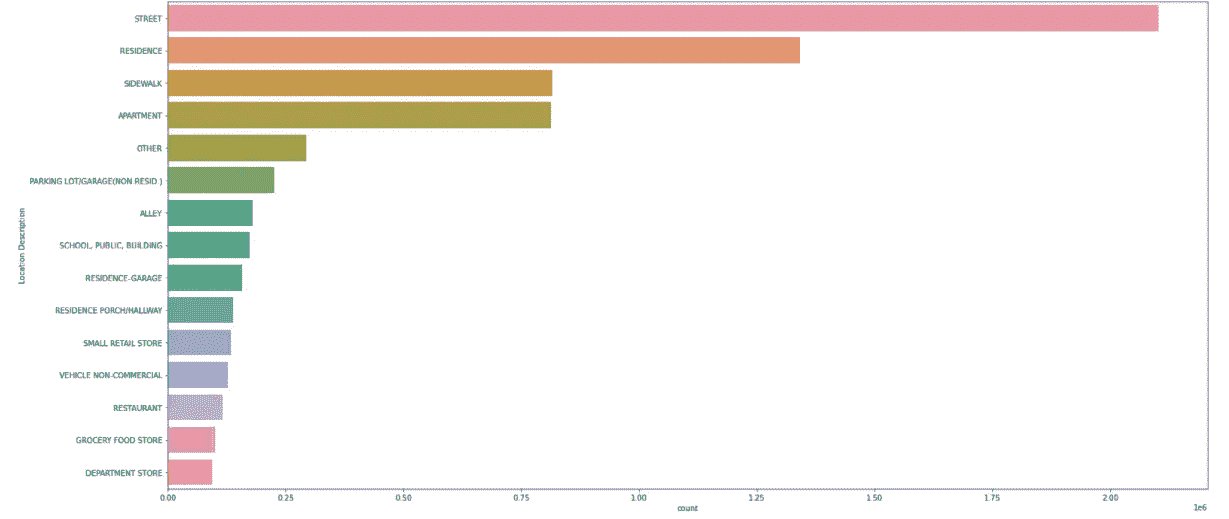 STREET
RESIDENCE
SIDEWALK
APARTMENT
OTHER
PARKING LOT/GARAGE(NON RESID )
ALLEY
SCHOOL, PUBLIC, BUILDING
RESIDENCE-GARAGE
RESIDENCE PORCH/HALLWAY
SMALL RETAIL STORE
VEHICLE NON-COMMERCIAL
RESTAURANT
GROCERY FOOD STORE
DEPARTMENT STORE
Location Description
0.00 0.25 0.50 0.75 1.00 1.25 1.50 1.75 2.00
count
1e6